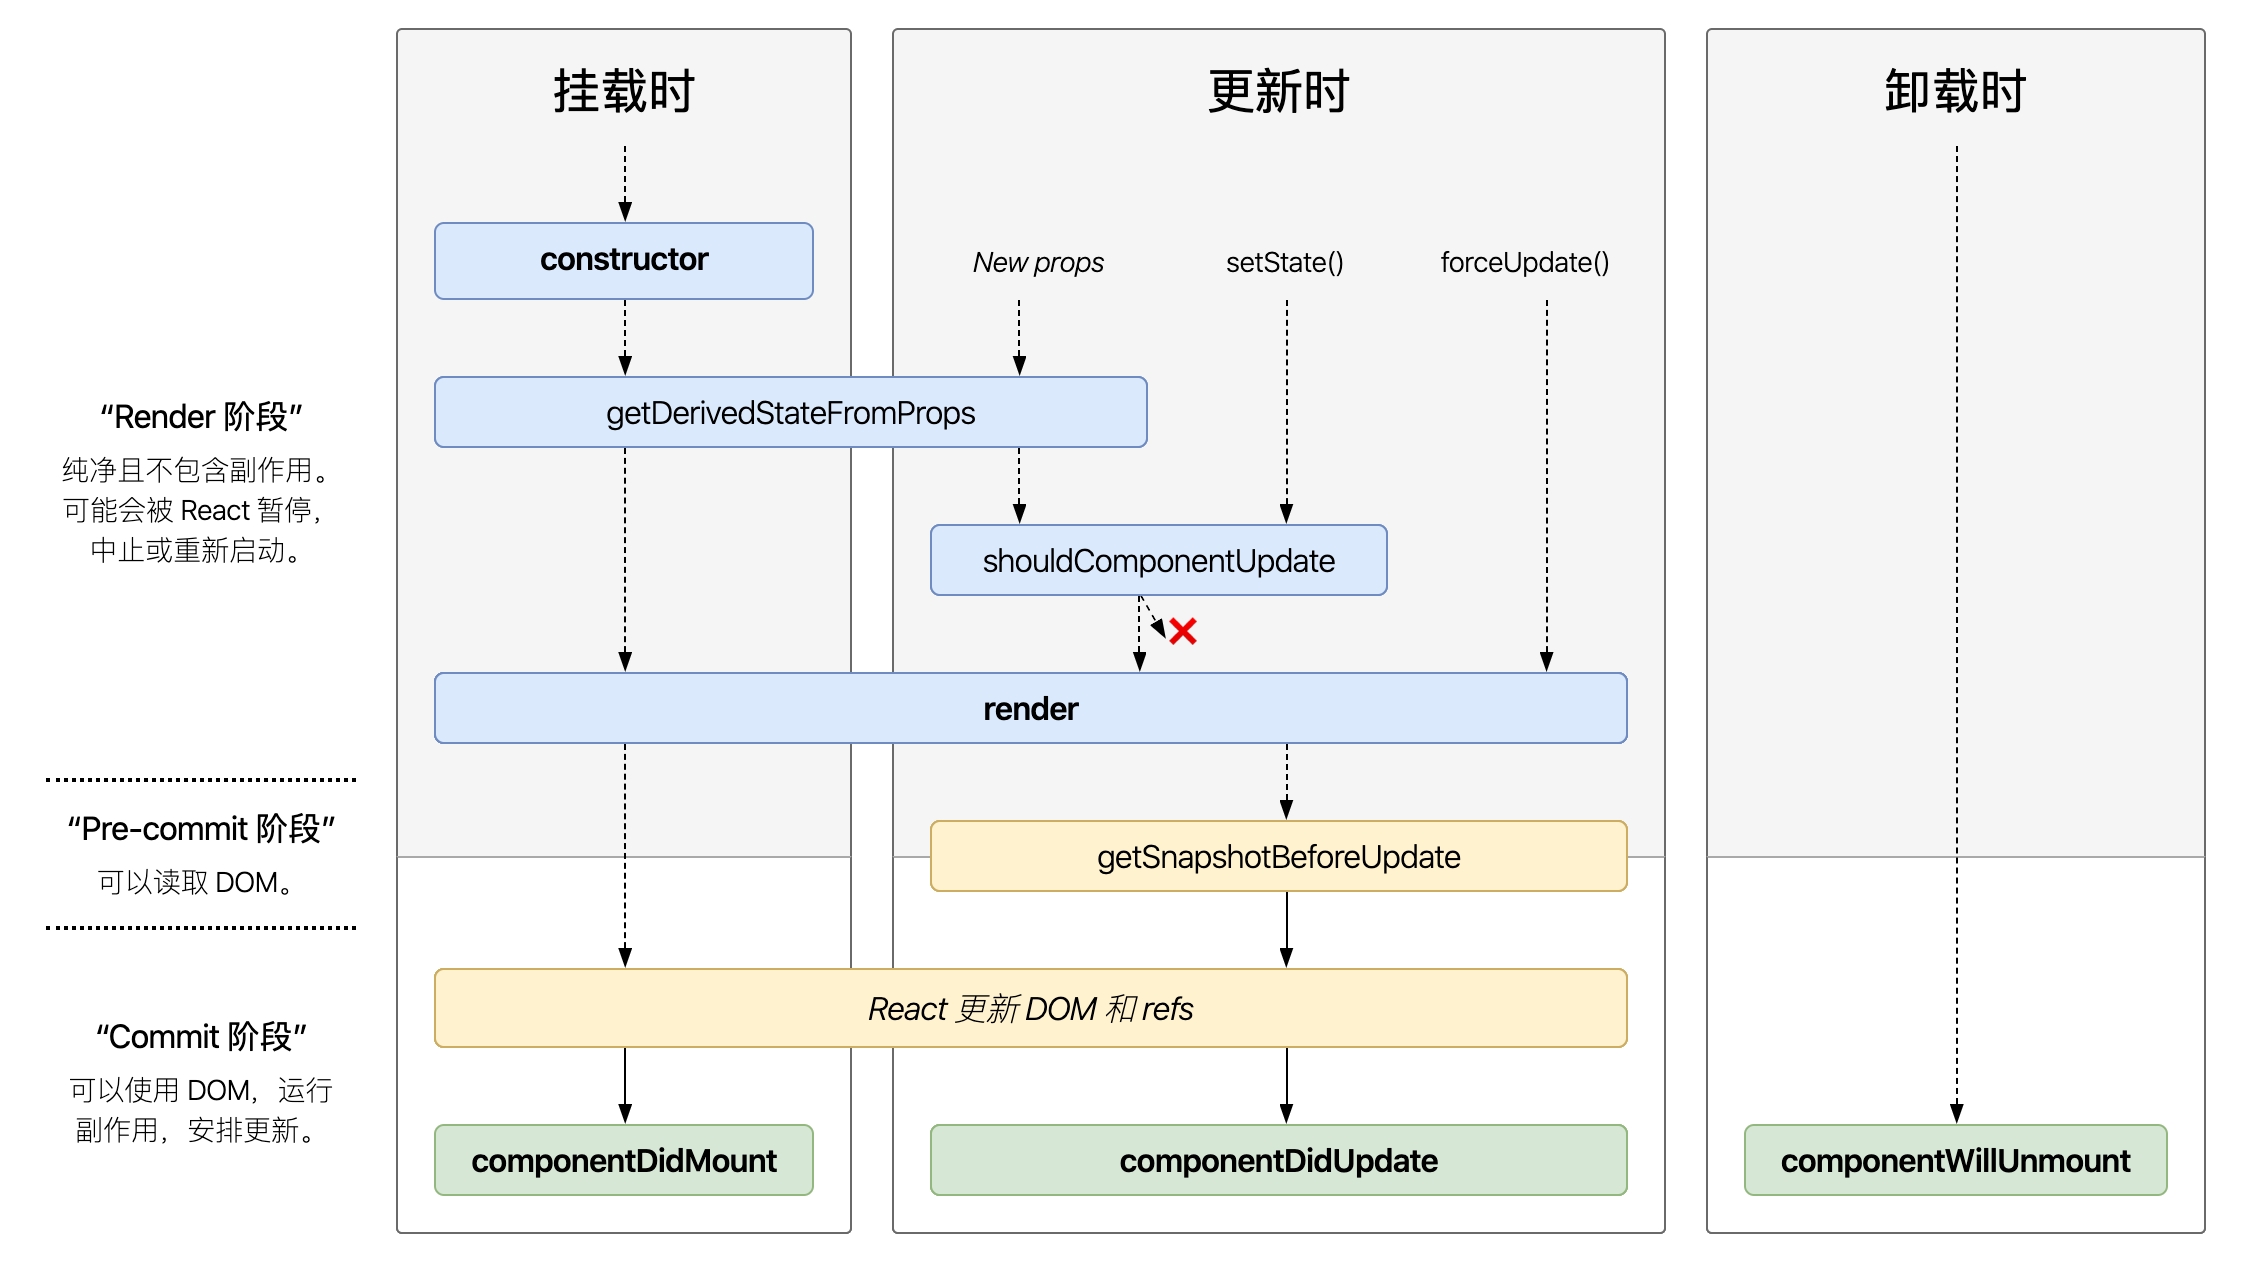 挂载时
更新时
卸载时
constructor
New props
setState()
forceUpdate()
getDerivedStateFromProps
“Render 阶段”
纯净且不包含副作用。
可能会被 React 暂停，
中止或重新启动。
shouldComponentUpdate
render
“Pre-commit 阶段”
可以读取 DOM。
getSnapshotBeforeUpdate
React 更新 DOM 和 refs
“Commit 阶段”
可以使用 DOM，运行
副作用，安排更新。
componentDidMount
componentDidUpdate
componentWillUnmount